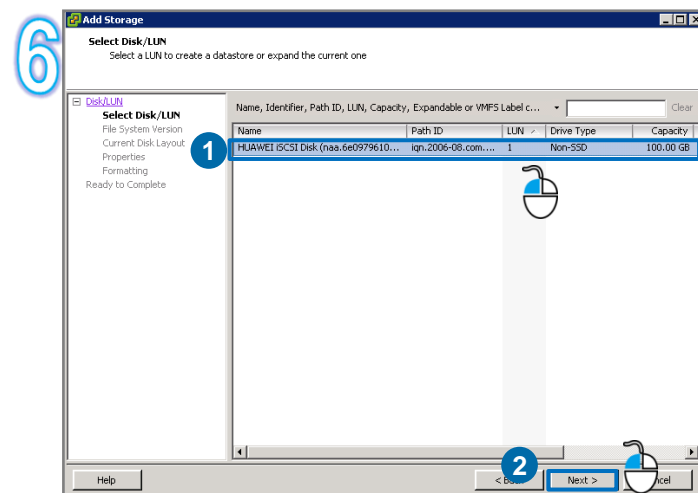 6
Add Storage
Select Disk/LUN
Select a LUN to create a datastore or expand the current one
Disk/LUN
Select Disk/LUN
File System Version
Current Disk Layout
Properties
Formatting
Ready to Complete
Name, Identifier, Path ID, LUN, Capacity, Expandable or VMFS Label c...
Clear
Name Path ID LUN Drive Type Capacity
1
HUAWEI iSCSI Disk (naa.6e0979610... iqn.2006-08.com.... 1 Non-SSD 100.00 GB
2
Help
Next >